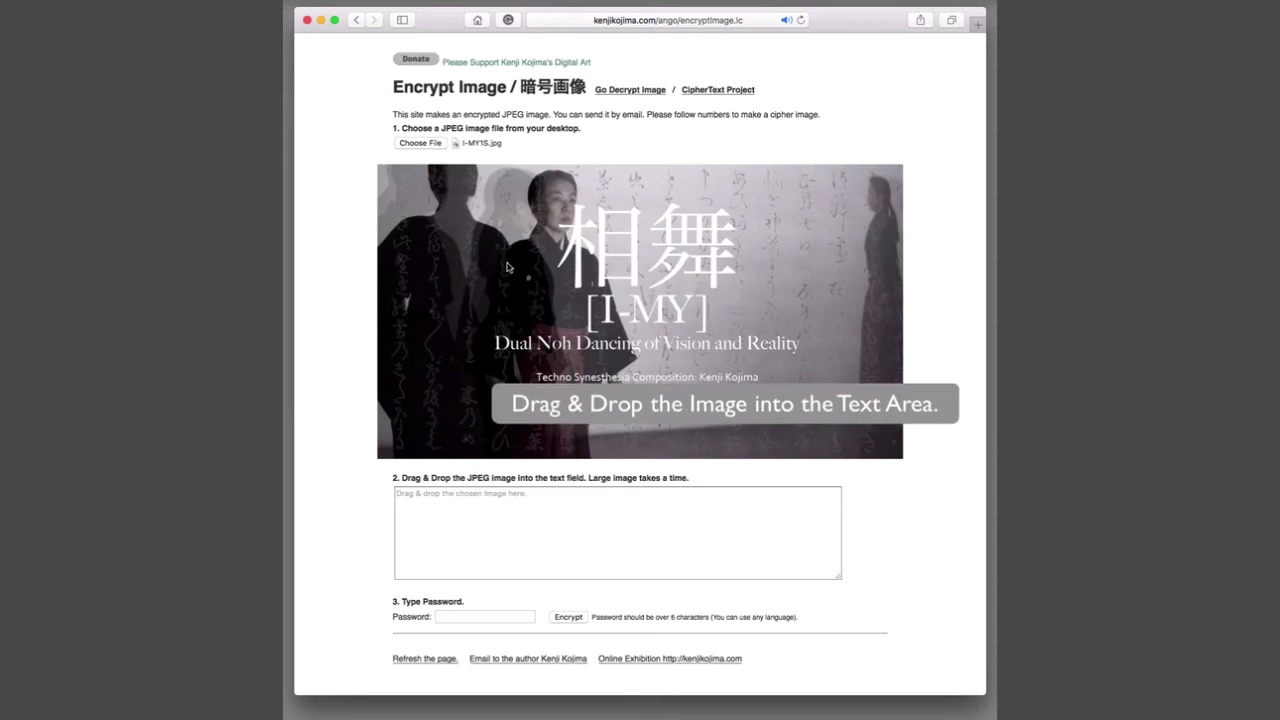 kenjikojima.com/ango/encryptImage.lc
Donate Please Support Kenji Kojima's Digital Art
Encrypt Image / 暗号画像 Go Decrypt Image / CipherText Project
This site makes an encrypted JPEG image. You can send it by email. Please follow numbers to make a cipher image.
1. Choose a JPEG image file from your desktop.
Choose File I-MY1S.jpg
相舞
[I-MY]
Dual Noh Dancing of Vision and Reality
Techno Synesthesia Composition: Kenji Kojima
Drag & Drop the Image into the Text Area.
2. Drag & Drop the JPEG image into the text field. Large image takes a time.
Drag & drop the chosen image here.
3. Type Password.
Password: Encrypt Password should be over 6 characters (You can use any language).
Refresh the page. Email to the author Kenji Kojima Online Exhibition http://kenjikojima.com